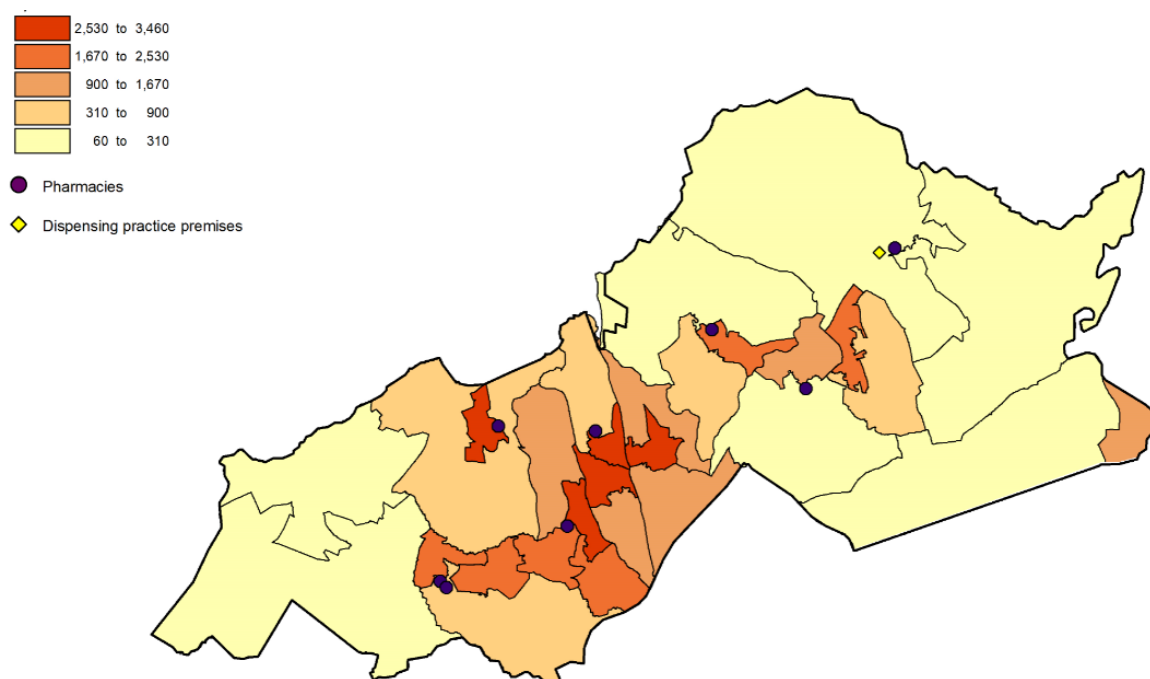 2,530 to 3,460
1,670 to 2,530
900 to 1,670
310 to 900
60 to 310
Pharmacies
Dispensing practice premises